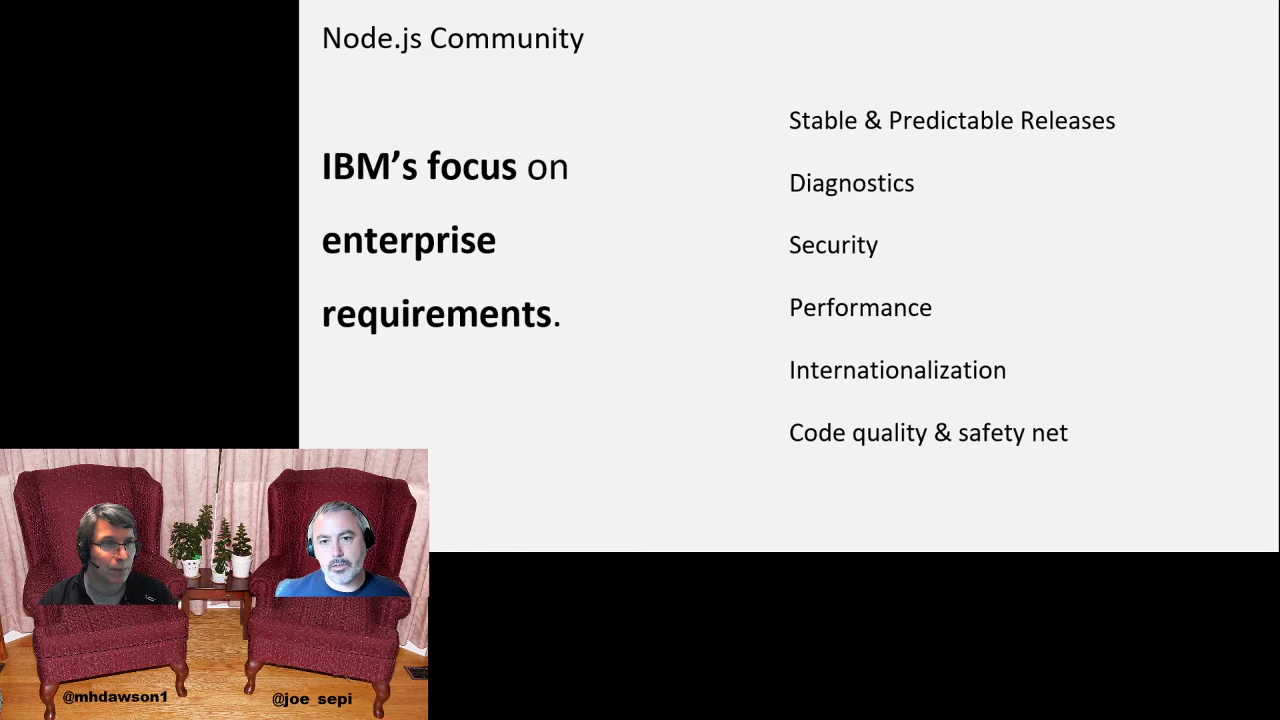 Node.js Community
IBM’s focus on
enterprise
requirements.
Stable & Predictable Releases
Diagnostics
Security
Performance
Internationalization
Code quality & safety net
@mhdawson1
@joe_sepi